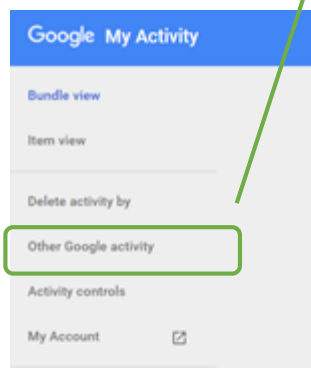 Google My Activity
Bundle view
Item view
Delete activity by
Other Google activity
Activity controls
My Account